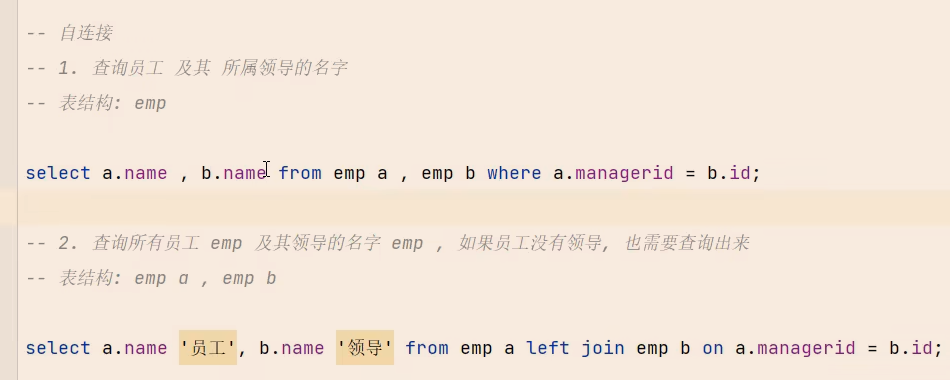 -- 自连接
-- 1. 查询员工 及其 所属领导的名字
-- 表结构: emp
select a.name , b.name from emp a , emp b where a.managerid = b.id;
-- 2. 查询所有员工 emp 及其领导的名字 emp , 如果员工没有领导, 也需要查询出来
-- 表结构: emp a , emp b
select a.name '员工', b.name '领导' from emp a left join emp b on a.managerid = b.id;